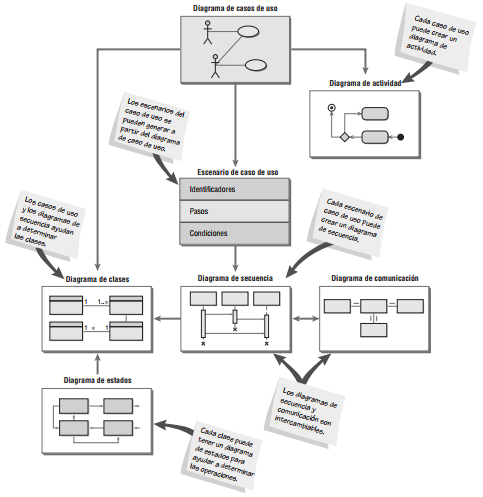 Diagrama de casos de uso
Cada caso de uso
puede crear un
diagrama de
actividad.
Diagrama de actividad
Los escenarios del
caso de uso se
pueden generar a
partir del diagrama
de caso de uso.
Escenario de caso de uso
Identificadores
Pasos
Condiciones
Los casos de uso
y los diagramas de
secuencia ayudan
a determinar
las clases.
Cada escenario de
caso de uso puede
crear un diagrama
de secuencia.
Diagrama de clases
1 1..*
1 * 1
Diagrama de secuencia
Diagrama de comunicación
Diagrama de estados
Los diagramas de
secuencia y
comunicación son
intercambiables.
Cada clase puede
tener un diagrama
de estados para
ayudar a determinar
las operaciones.